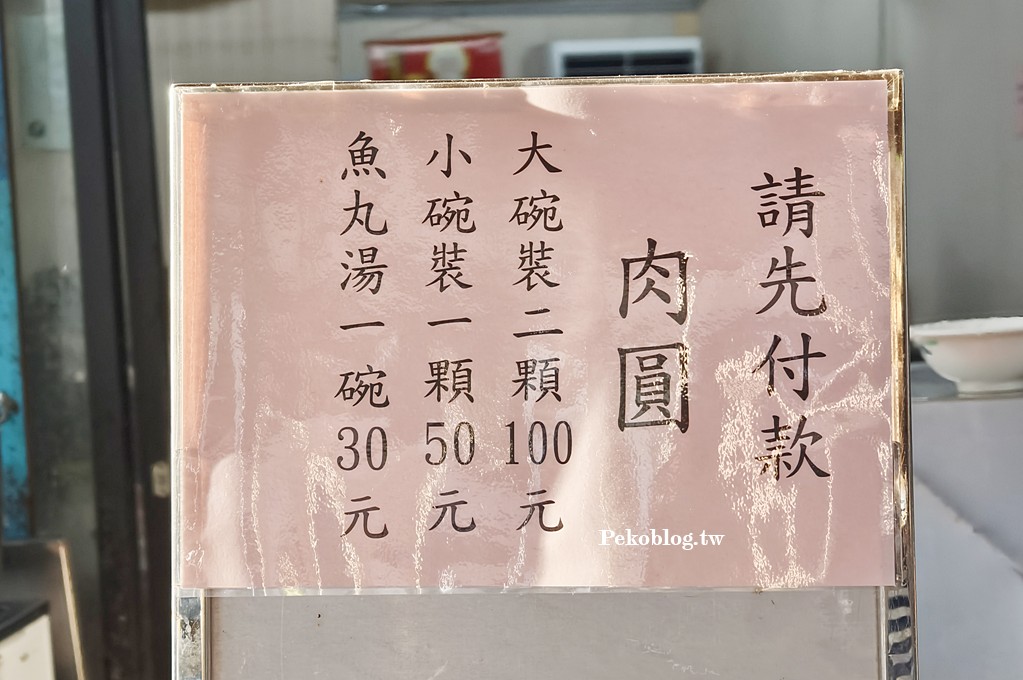 請先付款
肉圓
大碗裝二顆100元
小碗裝一顆50元
魚丸湯一碗30元
Pekoblog.tw